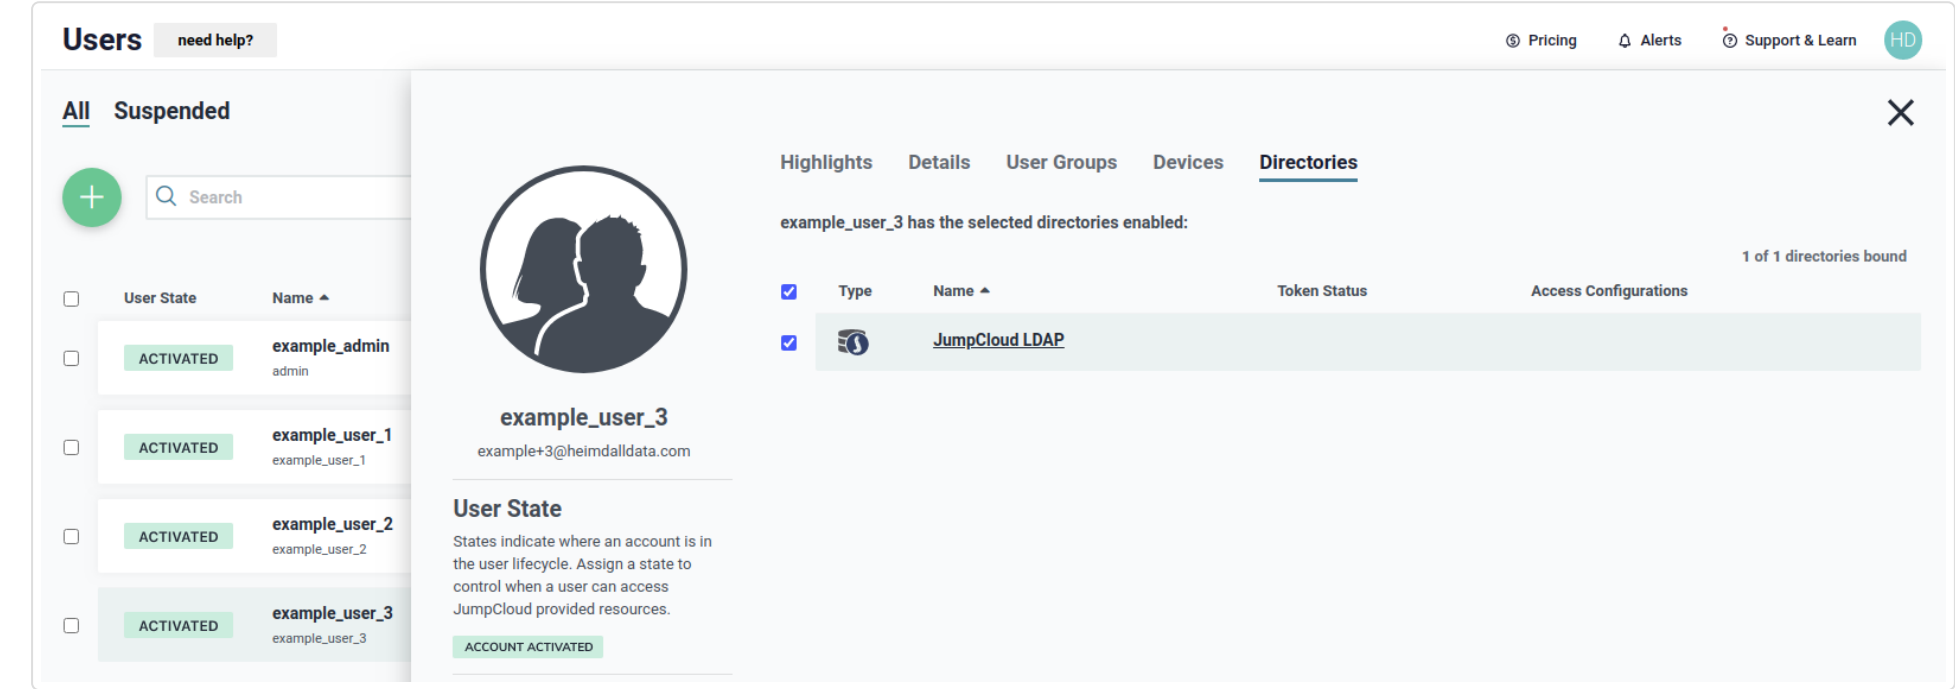 Users need help? Pricing Alerts Support & Learn HD
All Suspended
Search
User State Name
ACTIVATED example_admin
admin
ACTIVATED example_user_1
example_user_1
ACTIVATED example_user_2
example_user_2
ACTIVATED example_user_3
example_user_3
example_user_3
example+3@heimdalldata.com
User State
States indicate where an account is in
the user lifecycle. Assign a state to
control when a user can access
JumpCloud provided resources.
ACCOUNT ACTIVATED
Highlights Details User Groups Devices Directories
example_user_3 has the selected directories enabled:
1 of 1 directories bound
Type Name Token Status Access Configurations
JumpCloud LDAP